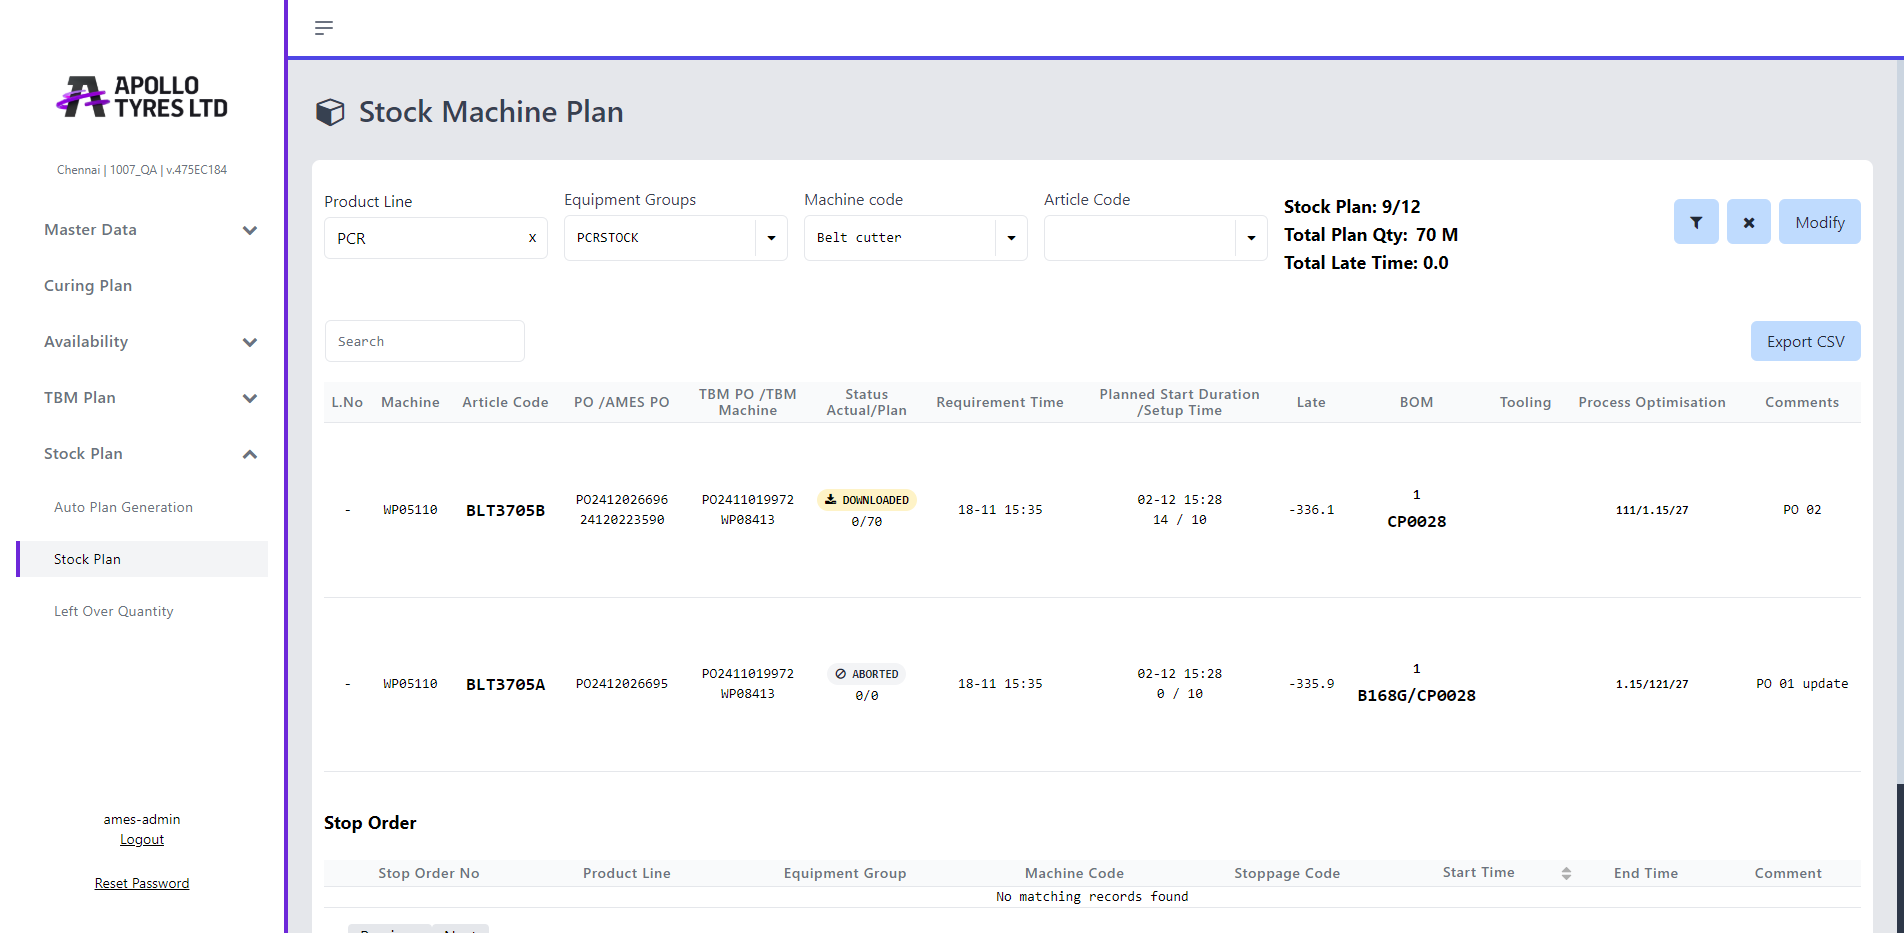 APOLLO
TYRES LTD
Chennai | 1007_QA | v.475EC184
Master Data
Curing Plan
Availability
TBM Plan
Stock Plan
Auto Plan Generation
Stock Plan
Left Over Quantity
ames-admin
Logout
Reset Password
Stock Machine Plan
Product Line
PCR
x
Equipment Groups
PCRSTOCK
Machine code
Belt cutter
Article Code
Stock Plan: 9/12
Total Plan Qty: 70 M
Total Late Time: 0.0
Modify
Search
Export CSV
L.No Machine Article Code PO /AMES PO TBM PO /TBM Machine Status Actual/Plan Requirement Time Planned Start Duration /Setup Time Late BOM Tooling Process Optimisation Comments
- WP05110 BLT3705B PO2412026696 24120223590 PO2411019972 WP08413 DOWNLOADED 0/70 18-11 15:35 02-12 15:28 14 / 10 -336.1 1 CP0028 111/1.15/27 PO 02
- WP05110 BLT3705A PO2412026695 PO2411019972 WP08413 ABORTED 0/0 18-11 15:35 02-12 15:28 0 / 10 -335.9 1 B168G/CP0028 1.15/121/27 PO 01 update
Stop Order
Stop Order No Product Line Equipment Group Machine Code Stoppage Code Start Time End Time Comment
No matching records found